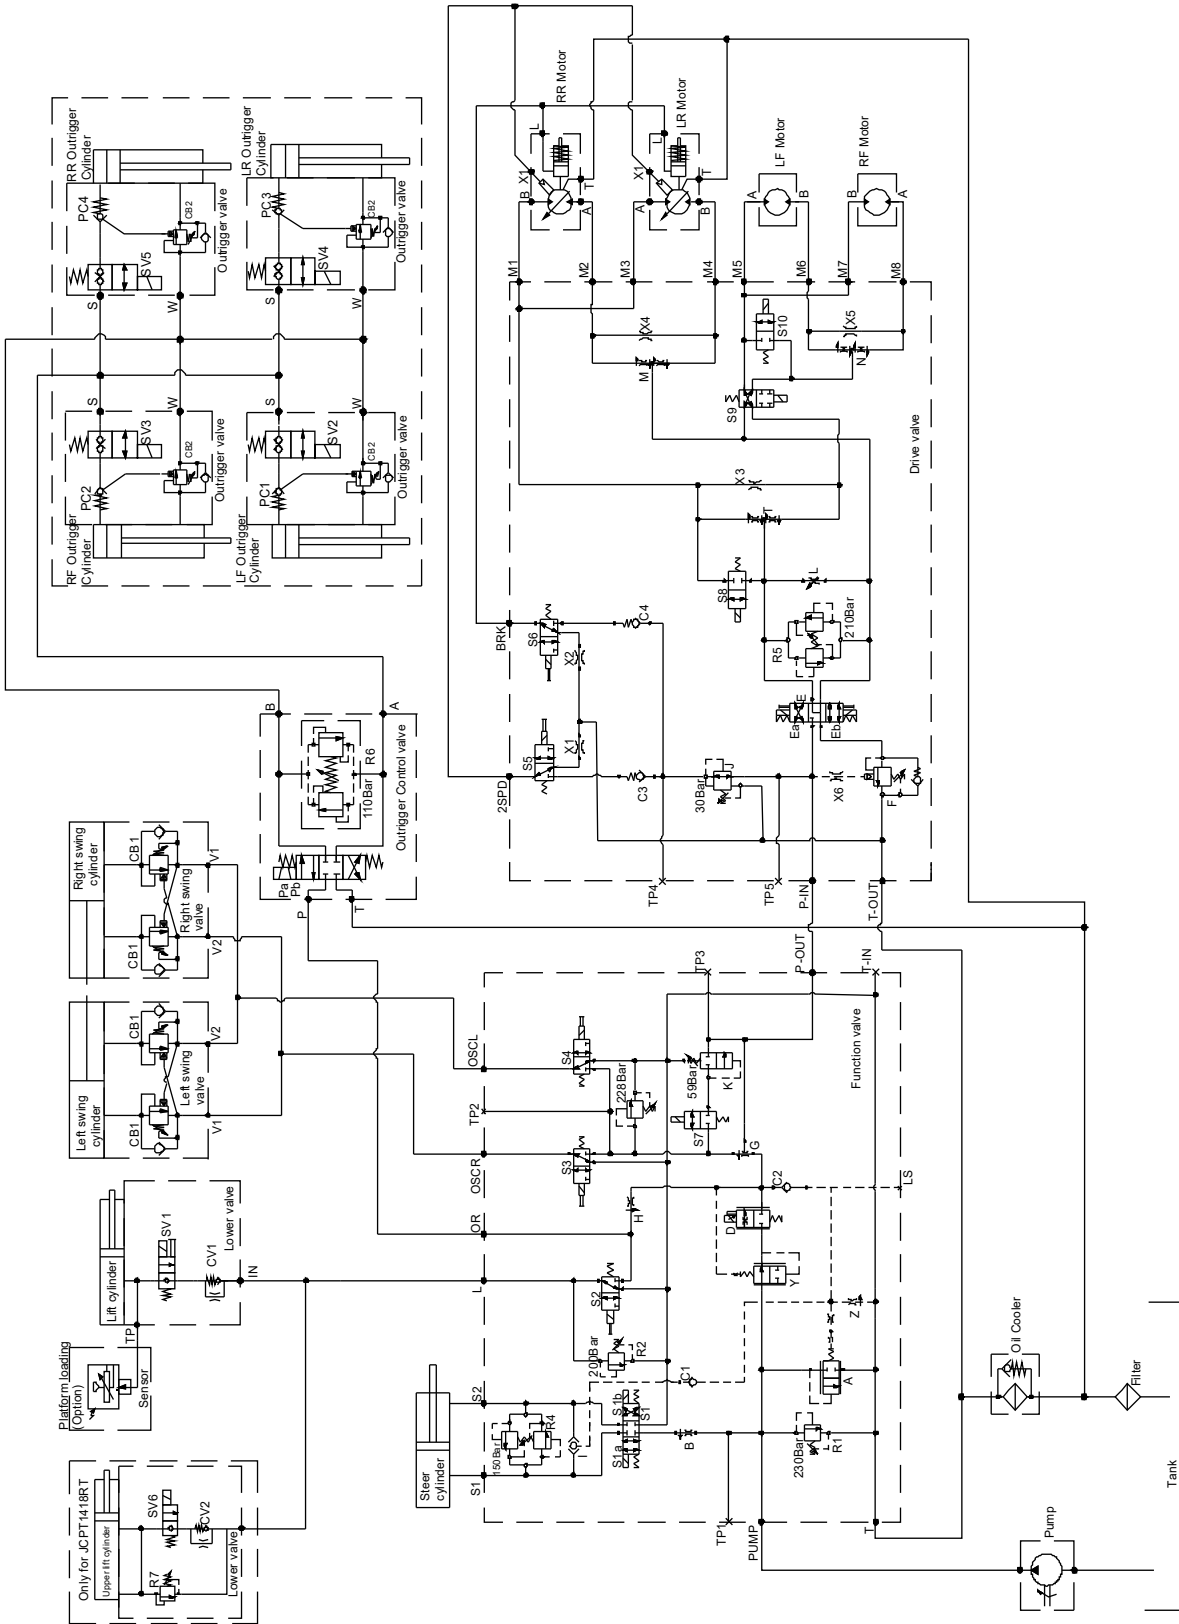 RR Outrigger
Cylinder
PC4
CB2
SV5
Outrigger valve
S
W
LR Outrigger
Cylinder
PC3
CB2
SV4
Outrigger valve
S
W
RF Outrigger
Cylinder
PC2
CB2
SV3
Outrigger valve
S
W
LF Outrigger
Cylinder
PC1
CB2
SV2
Outrigger valve
S
W
RR Motor
L
X1
B
A
T
LR Motor
L
X1
A
B
T
LF Motor
A
B
RF Motor
B
A
M1
M2
M3
M4
M5
M6
M7
M8
X4
M
S10
X5
N
S9
Drive valve
X3
T
S8
L
R5
210Bar
BRK
S6
C4
X2
S5
X1
2SPD
C3
30Bar
J
E
Ea
Eb
X6
F
TP4
TP5
P-IN
T-OUT
B
A
R6
110Bar
Outrigger Control valve
Pa
Pb
P
T
Right swing
cylinder
CB1
CB1
V1
V2
Right swing
valve
Left swing
cylinder
CB1
CB1
V2
V1
Left swing
valve
Lift cylinder
SV1
CV1
Lower valve
IN
TP
Platform loading
(Option)
Sensor
Only for JCPT1418RT
Upper lift cylinder
SV6
CV2
R7
Lower valve
Steer
cylinder
S1
S2
L
OR
OSCR
TP2
OSCL
TP3
P-OUT
T-IN
Function valve
S4
S3
228Bar
59Bar
K
S7
G
H
C2
LS
D
Y
Z
S2
200Bar
R2
C1
A
150Bar
R4
I
S1b
S1
S1a
B
230Bar
R1
TP1
PUMP
T
Pump
Oil Cooler
Filter
Tank